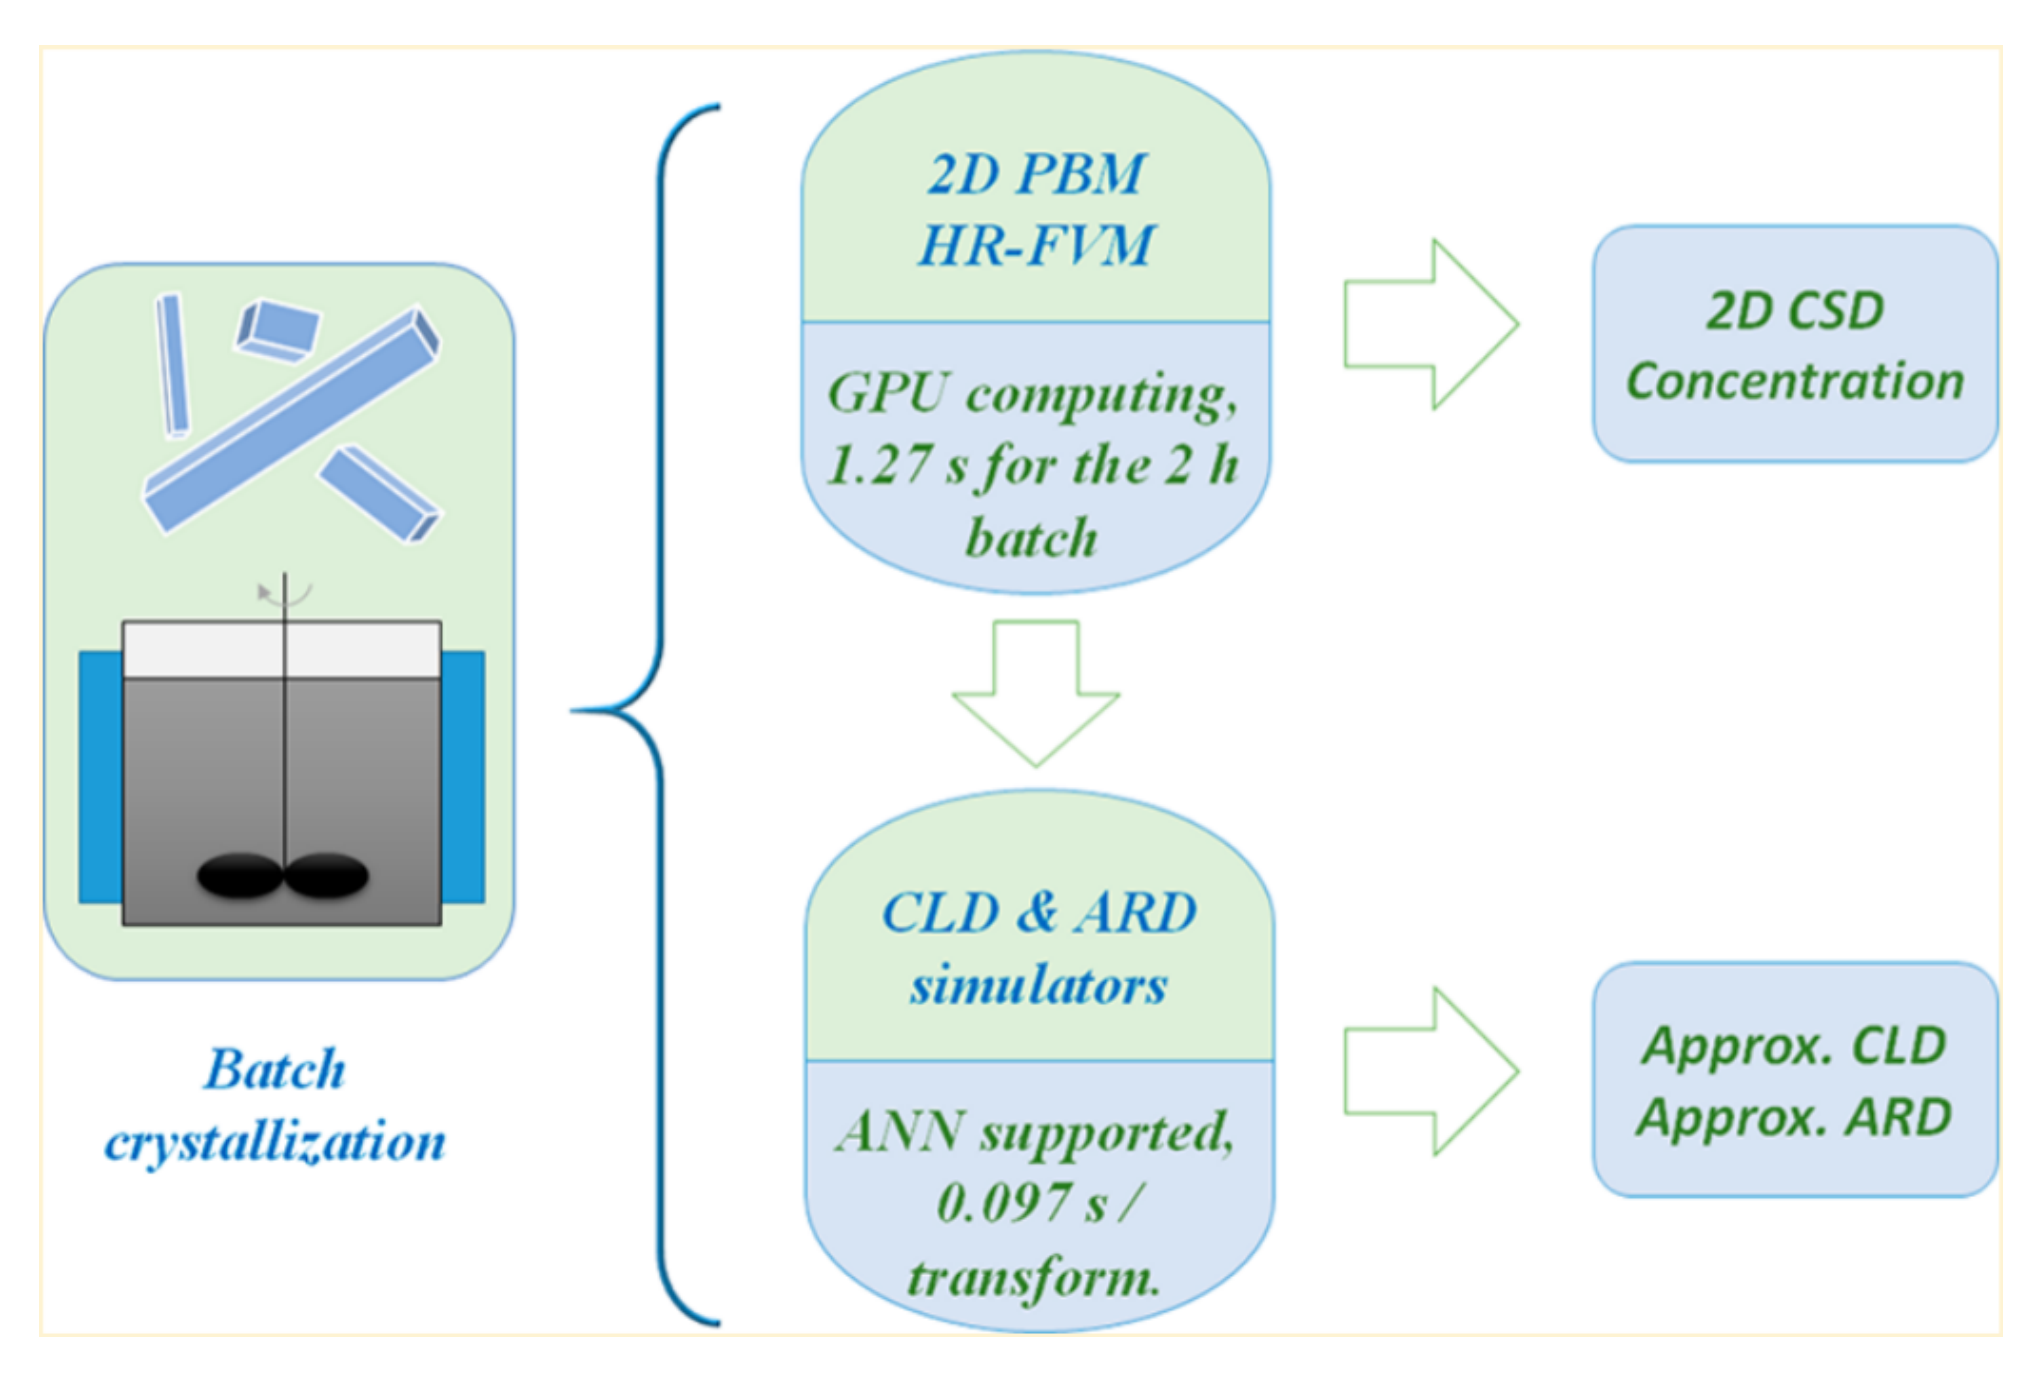 2D PBM
HR-FVM
GPU computing,
1.27 s for the 2 h
batch
2D CSD
Concentration
CLD & ARD
simulators
ANN supported,
0.097 s /
transform.
Approx. CLD
Approx. ARD
Batch
crystallization